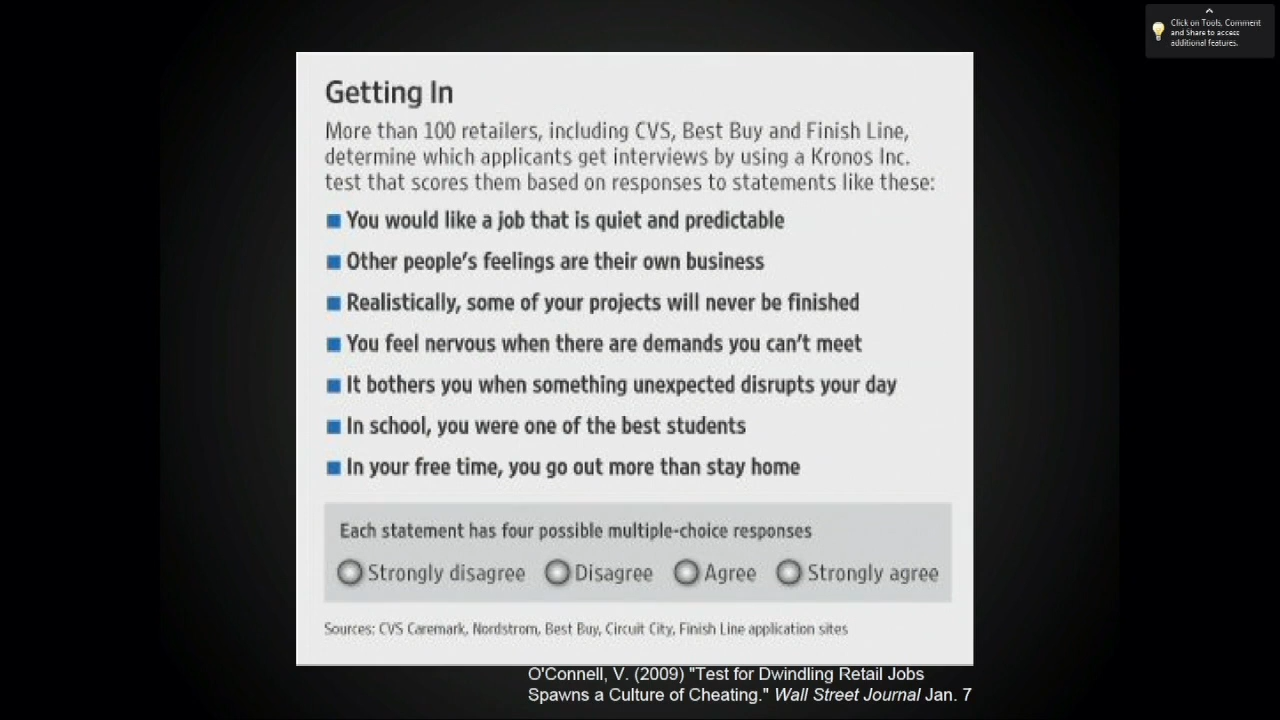 Click on Tools, Comment
and Share to access
additional features.
Getting In
More than 100 retailers, including CVS, Best Buy and Finish Line,
determine which applicants get interviews by using a Kronos Inc.
test that scores them based on responses to statements like these:
You would like a job that is quiet and predictable
Other people's feelings are their own business
Realistically, some of your projects will never be finished
You feel nervous when there are demands you can't meet
It bothers you when something unexpected disrupts your day
In school, you were one of the best students
In your free time, you go out more than stay home
Each statement has four possible multiple-choice responses
Strongly disagree Disagree Agree Strongly agree
Sources: CVS Caremark, Nordstrom, Best Buy, Circuit City, Finish Line application sites
O'Connell, V. (2009) "Test for Dwindling Retail Jobs
Spawns a Culture of Cheating." Wall Street Journal Jan. 7